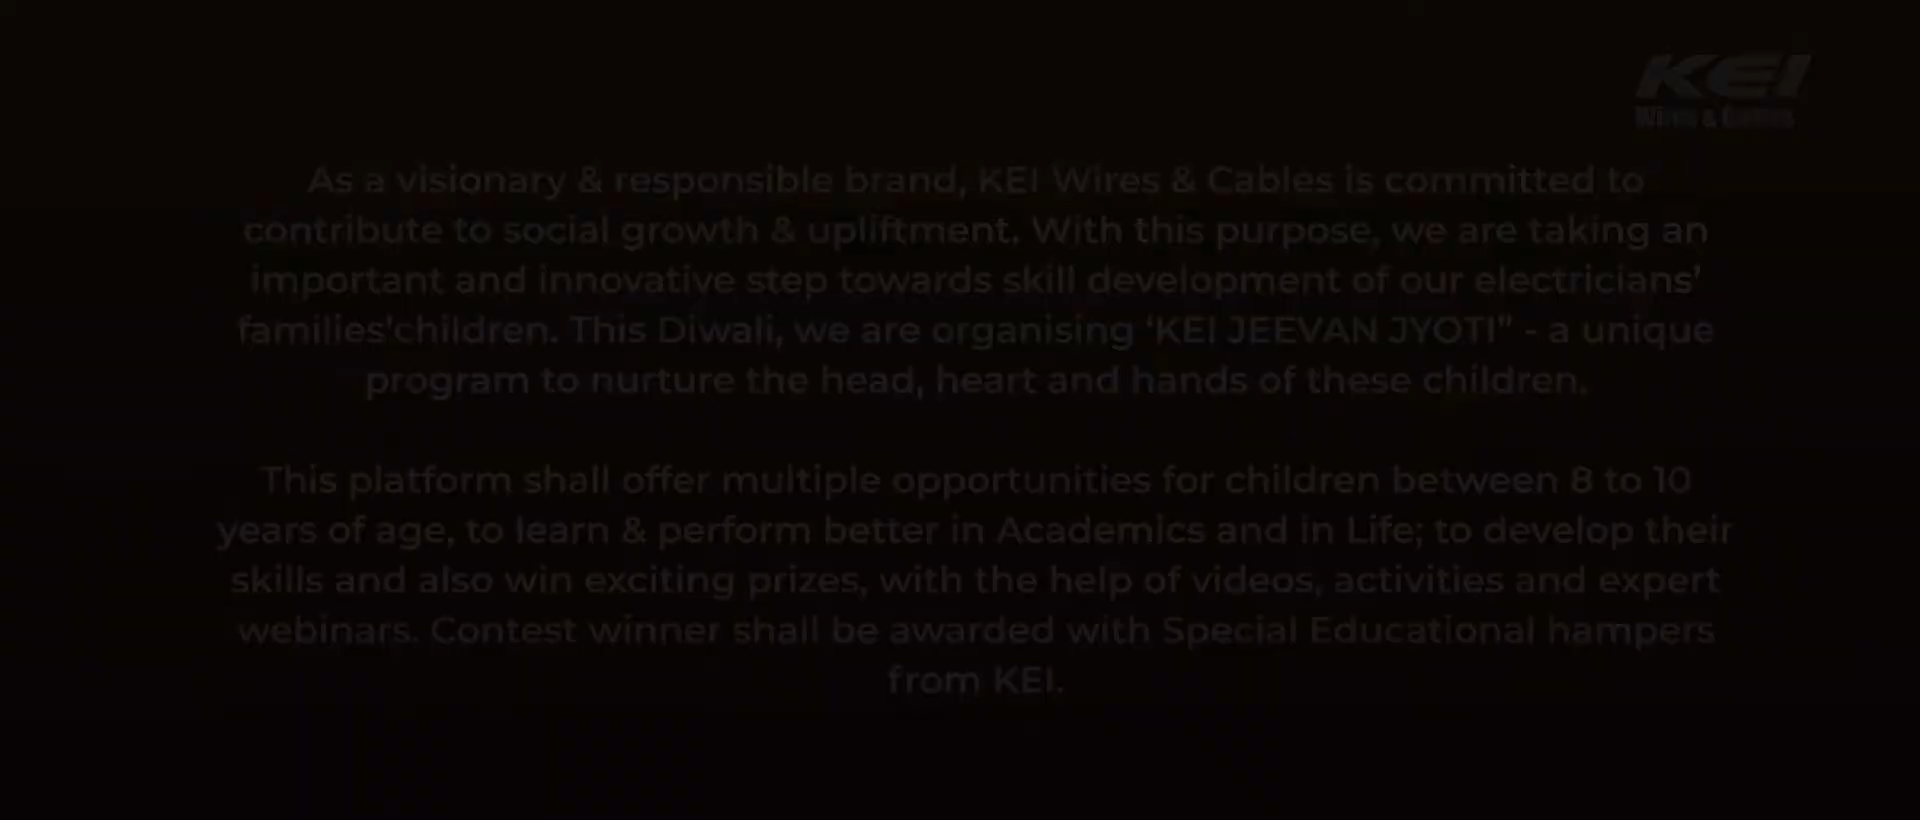 KEI
Wires & Cables
As a visionary & responsible brand, KEI Wires & Cables is committed to
contribute to social growth & upliftment. With this purpose, we are taking an
important and innovative step towards skill development of our electricians'
families'children. This Diwali, we are organising ‘KEI JEEVAN JYOTI” - a unique
program to nurture the head, heart and hands of these children.
This platform shall offer multiple opportunities for children between 8 to 10
years of age, to learn & perform better in Academics and in Life; to develop their
skills and also win exciting prizes, with the help of videos, activities and expert
webinars. Contest winner shall be awarded with Special Educational hampers
from KEI.